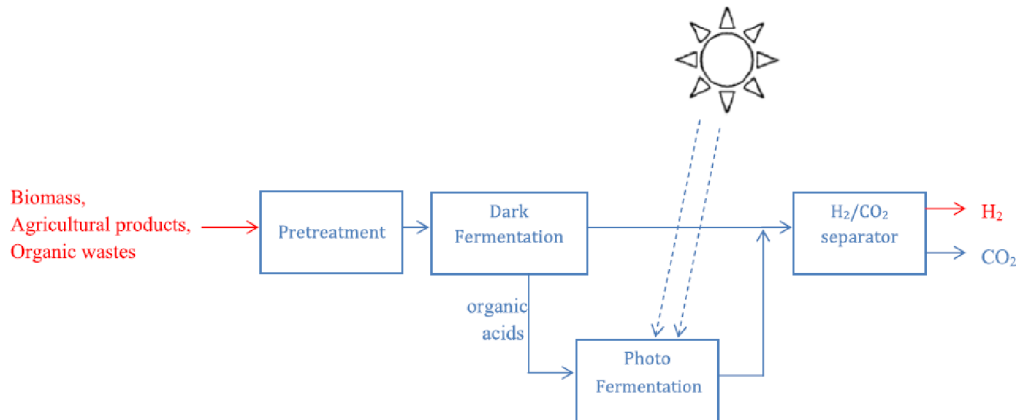 Biomass,
Agricultural products,
Organic wastes
Pretreatment
Dark
Fermentation
organic
acids
Photo
Fermentation
H₂/CO₂
separator
H₂
CO₂